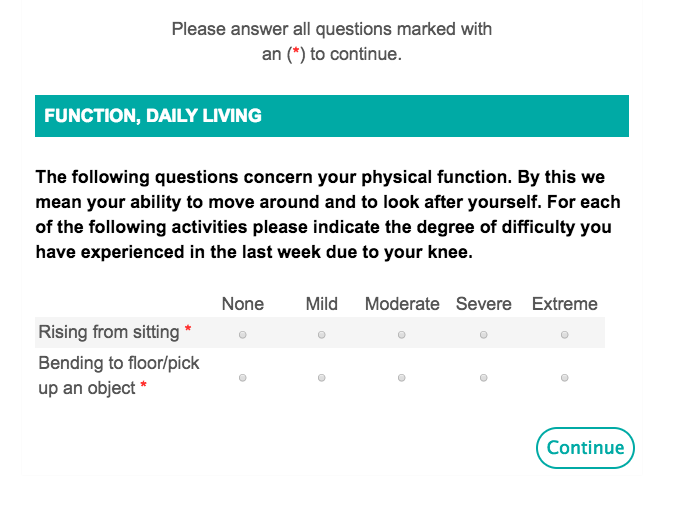 Please answer all questions marked with
an (*) to continue.
FUNCTION, DAILY LIVING
The following questions concern your physical function. By this we
mean your ability to move around and to look after yourself. For each
of the following activities please indicate the degree of difficulty you
have experienced in the last week due to your knee.
None Mild Moderate Severe Extreme
Rising from sitting *
Bending to floor/pick
up an object *
Continue